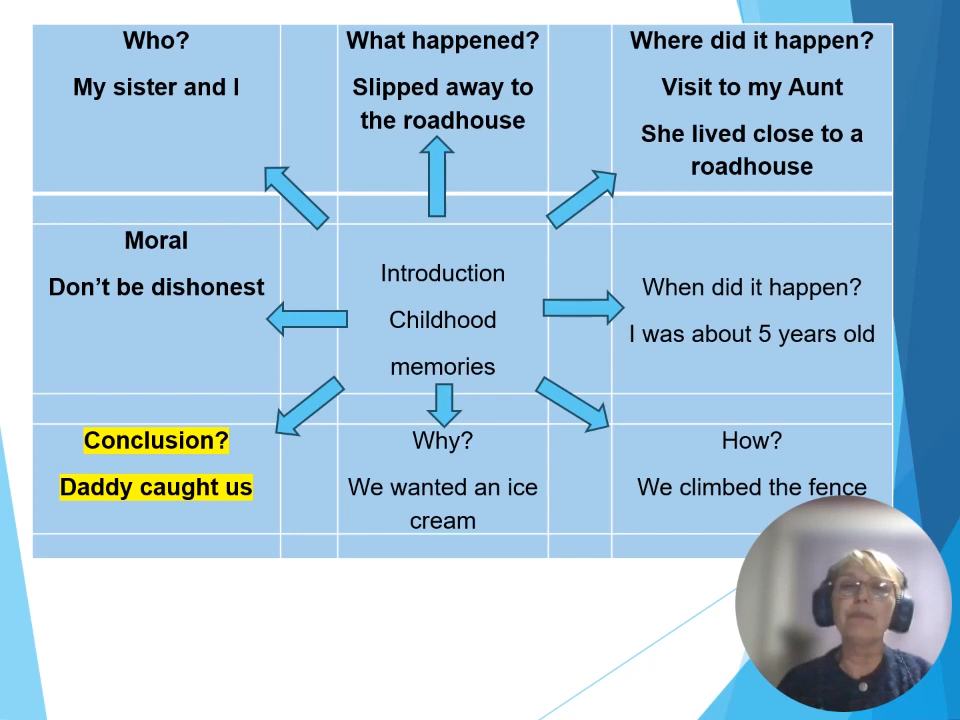 Who?
My sister and I
What happened?
Slipped away to
the roadhouse
Where did it happen?
Visit to my Aunt
She lived close to a
roadhouse
Moral
Don’t be dishonest
Introduction
Childhood
memories
When did it happen?
I was about 5 years old
Conclusion?
Daddy caught us
Why?
We wanted an ice
cream
How?
We climbed the fence